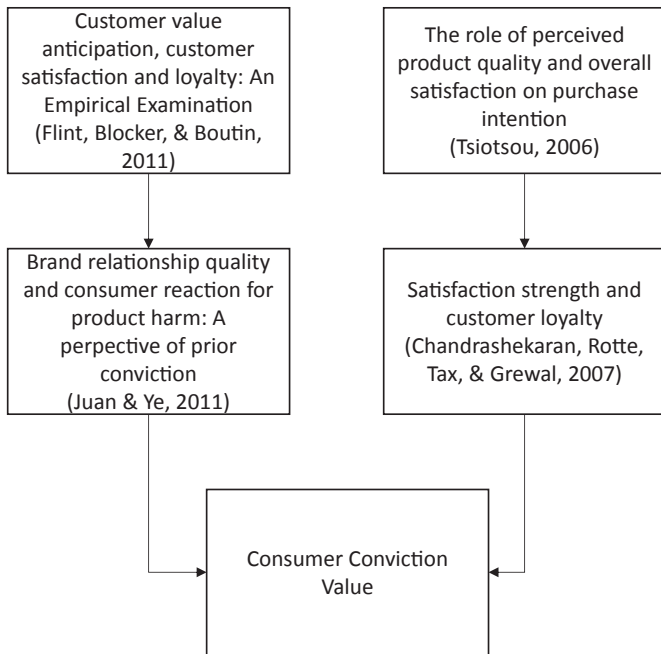 Customer value
anticipation, customer
satisfaction and loyalty: An
Empirical Examination
(Flint, Blocker, & Boutin,
2011)
The role of perceived
product quality and overall
satisfaction on purchase
intention
(Tsiotsou, 2006)
Brand relationship quality
and consumer reaction for
product harm: A
perpective of prior
conviction
(Juan & Ye, 2011)
Satisfaction strength and
customer loyalty
(Chandrashekaran, Rotte,
Tax, & Grewal, 2007)
Consumer Conviction
Value